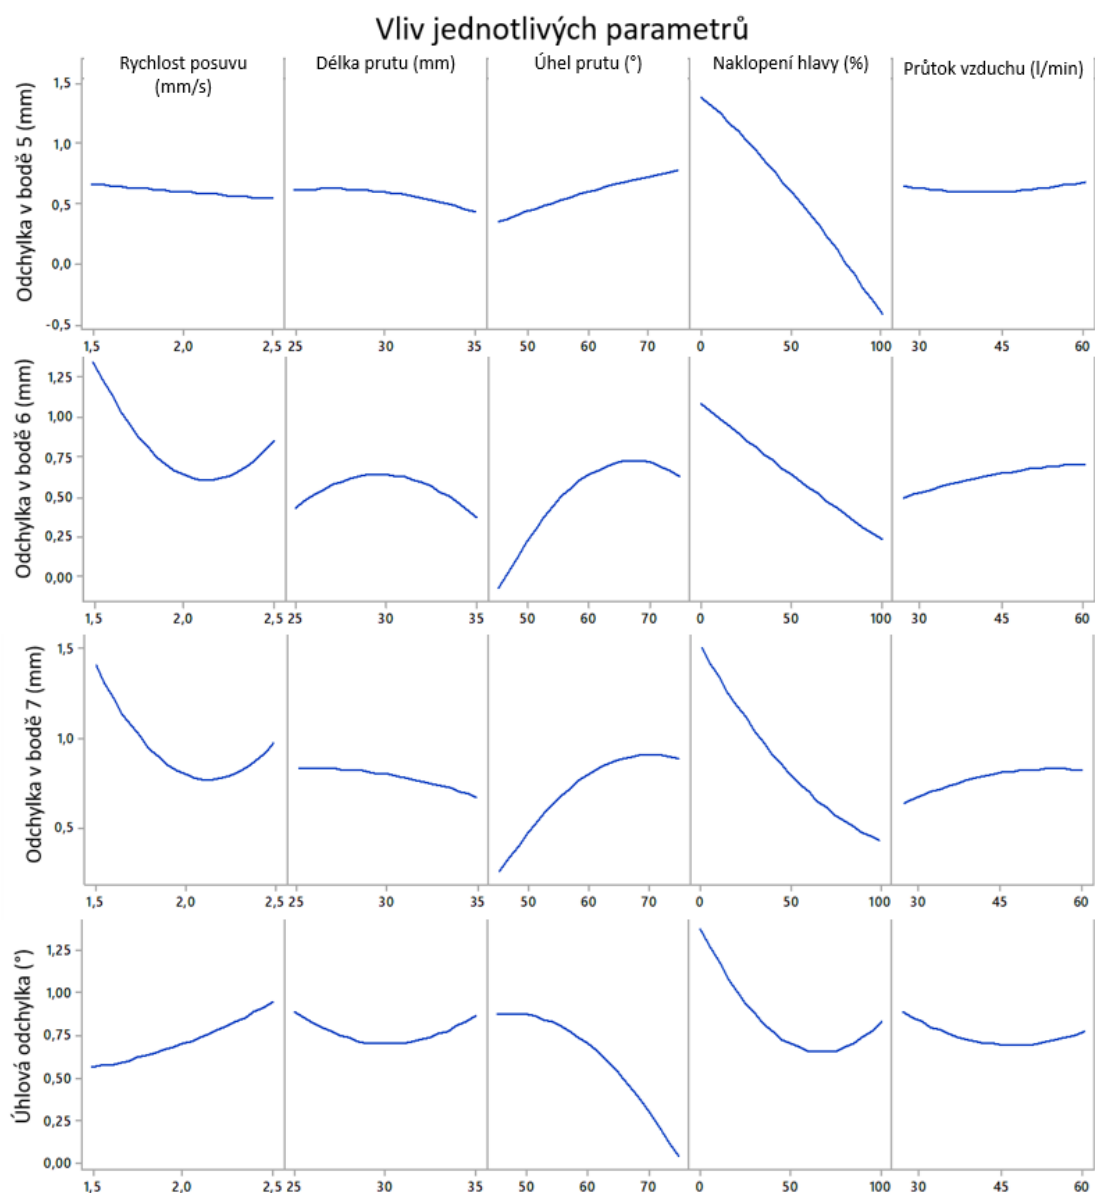 Vliv jednotlivých parametrů
Rychlost posuvu
(mm/s)
Délka prutu (mm)
Úhel prutu (°)
Naklopení hlavy (%)
Průtok vzduchu (l/min)
Odchylka v bodě 5 (mm)
1,5
1,0
0,5
0,0
-0,5
1,5 2,0 2,5 25 30 35 50 60 70 0 50 100 30 45 60
Odchylka v bodě 6 (mm)
1,25
1,00
0,75
0,50
0,25
0,00
1,5 2,0 2,5 25 30 35 50 60 70 0 50 100 30 45 60
Odchylka v bodě 7 (mm)
1,5
1,0
0,5
1,5 2,0 2,5 25 30 35 50 60 70 0 50 100 30 45 60
Úhlová odchylka (°)
1,25
1,00
0,75
0,50
0,25
0,00
1,5 2,0 2,5 25 30 35 50 60 70 0 50 100 30 45 60